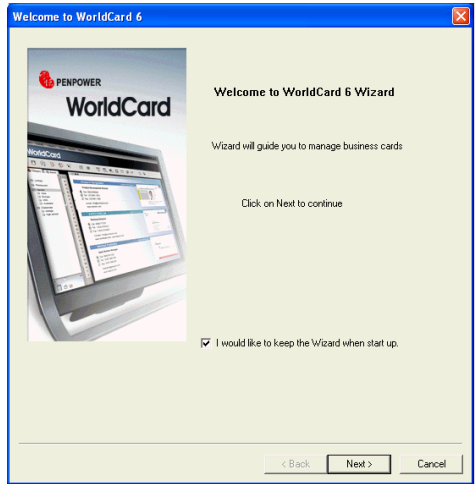 Welcome to WorldCard 6
PENPOWER
WorldCard
WorldCard
Welcome to WorldCard 6 Wizard
Wizard will guide you to manage business cards
Click on Next to continue
I would like to keep the Wizard when start up.
< Back
Next >
Cancel